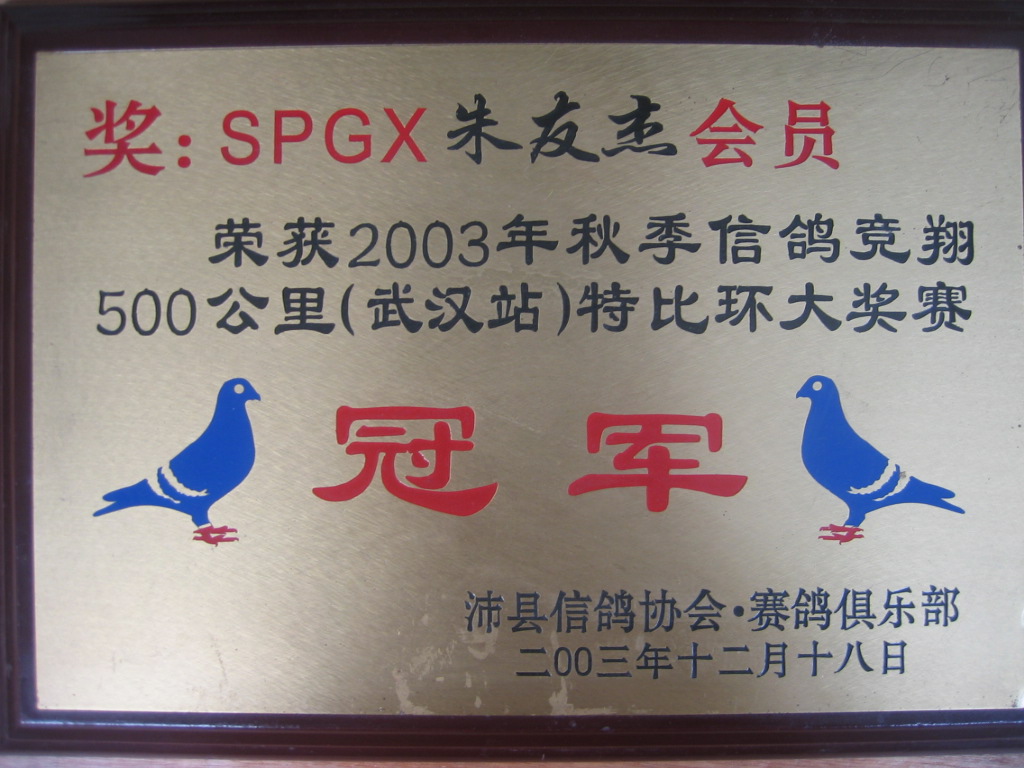 奖:SPGX朱友杰会员
荣获2003年秋季信鸽竞翔
500公里(武汉站)特比环大奖赛
冠军
沛县信鸽协会·赛鸽俱乐部
二00三年十二月十八日